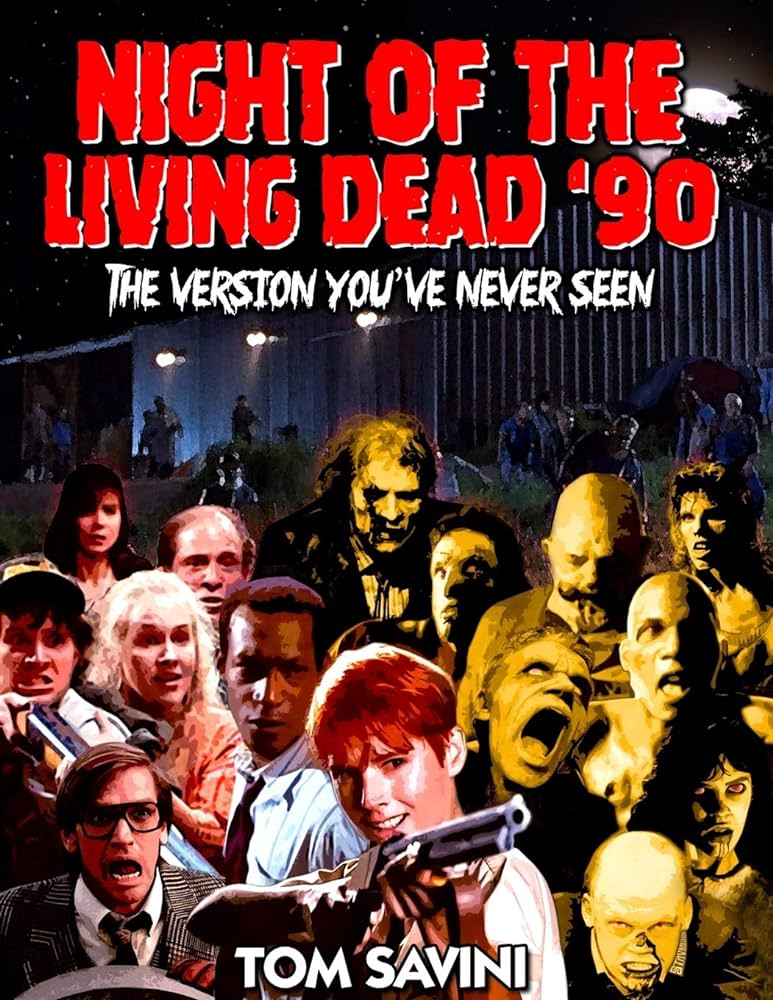 NIGHT OF THE
LIVING DEAD '90
THE VERSION YOU'VE NEVER SEEN
TOM SAVINI